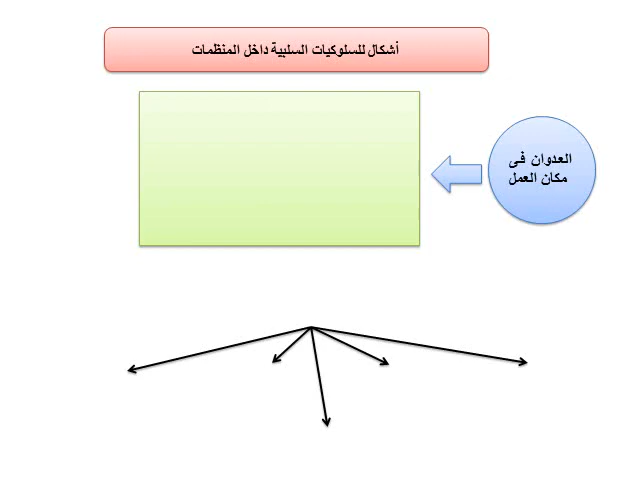 أشكال للسلوكيات السلبية داخل المنظمات
العدوان فى
مكان العمل